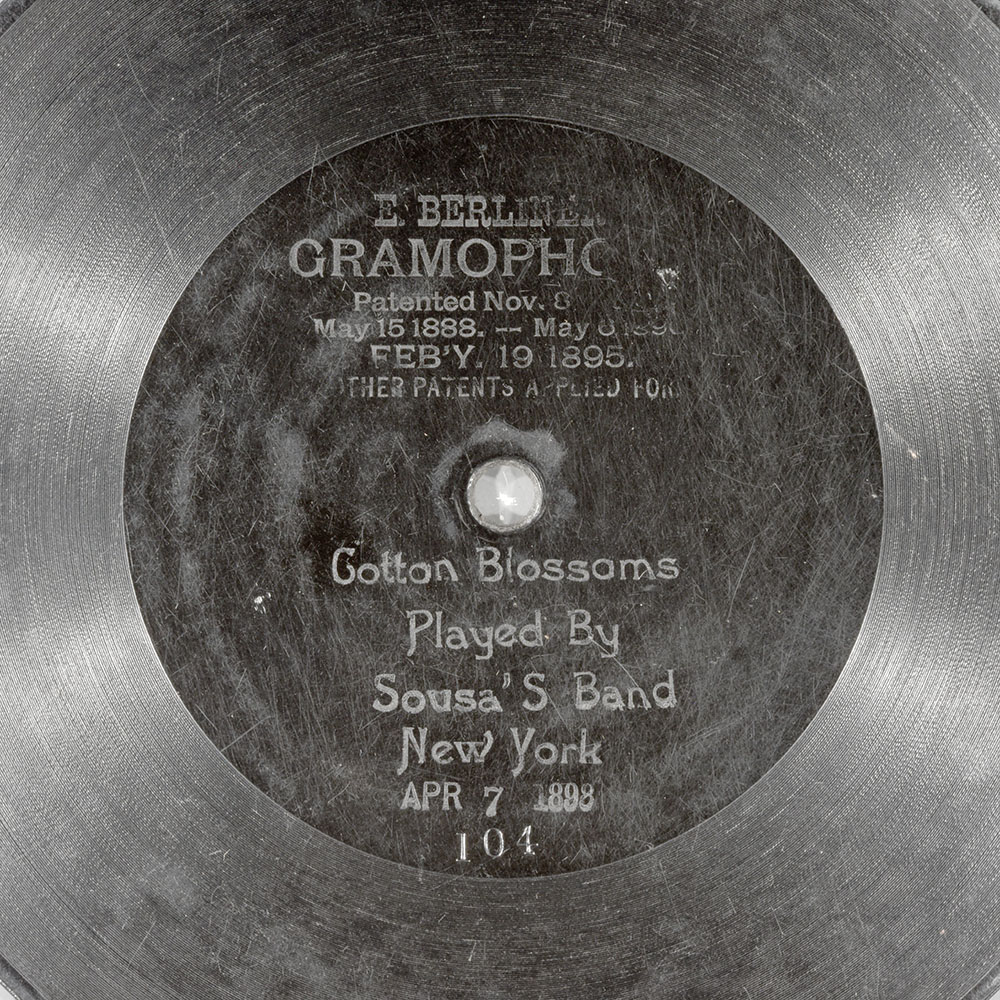 E. BERLINER
GRAMOPHO
Patented Nov. 8
May 15 1888. -- May
FEB'Y. 19 1895.
THER PATENTS APPLIED FOR
Cotton Blossoms
Played By
Sousa'S Band
New York
APR 7 1898
104